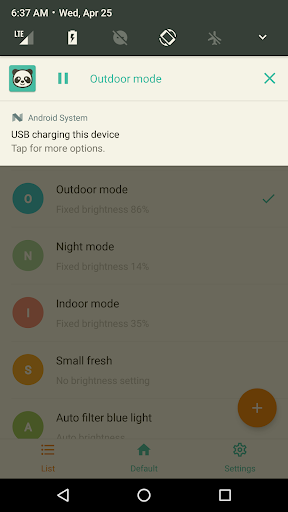 6:37 AM • Wed, Apr 25
LTE
Outdoor mode
N Android System
USB charging this device
Tap for more options.
O Outdoor mode
Fixed brightness 86%
N Night mode
Fixed brightness 14%
I Indoor mode
Fixed brightness 35%
S Small fresh
No brightness setting
A Auto filter blue light
Auto brightness
List Default Settings